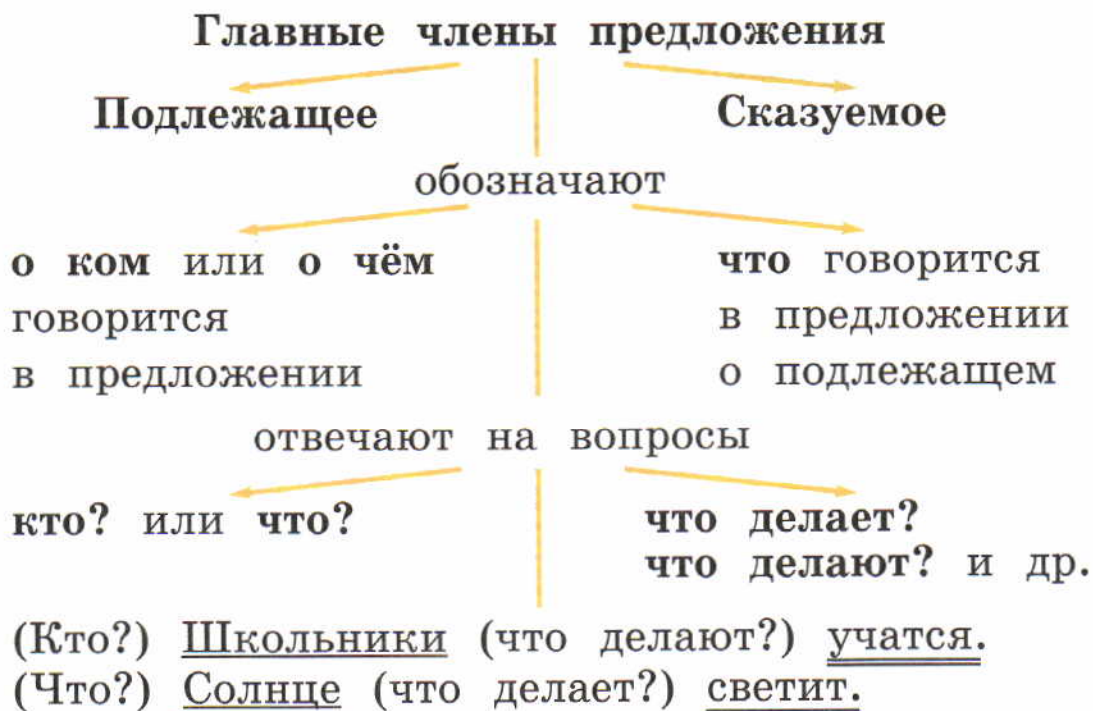 Главные члены предложения
Подлежащее Сказуемое
обозначают
о ком или о чём что говорится
говорится в предложении
в предложении о подлежащем
отвечают на вопросы
кто? или что? что делает?
что делают? и др.
(Кто?) Школьники (что делают?) учатся.
(Что?) Солнце (что делает?) светит.